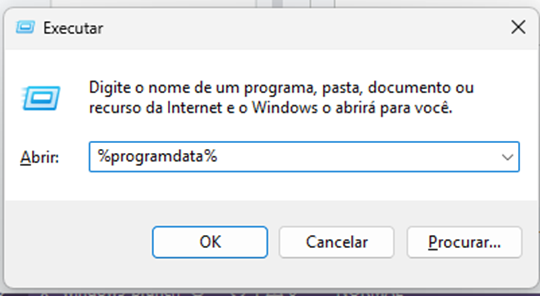 Executar
Digite o nome de um programa, pasta, documento ou
recurso da Internet e o Windows o abrirá para você.
Abrir:
%programdata%
OK
Cancelar
Procurar...